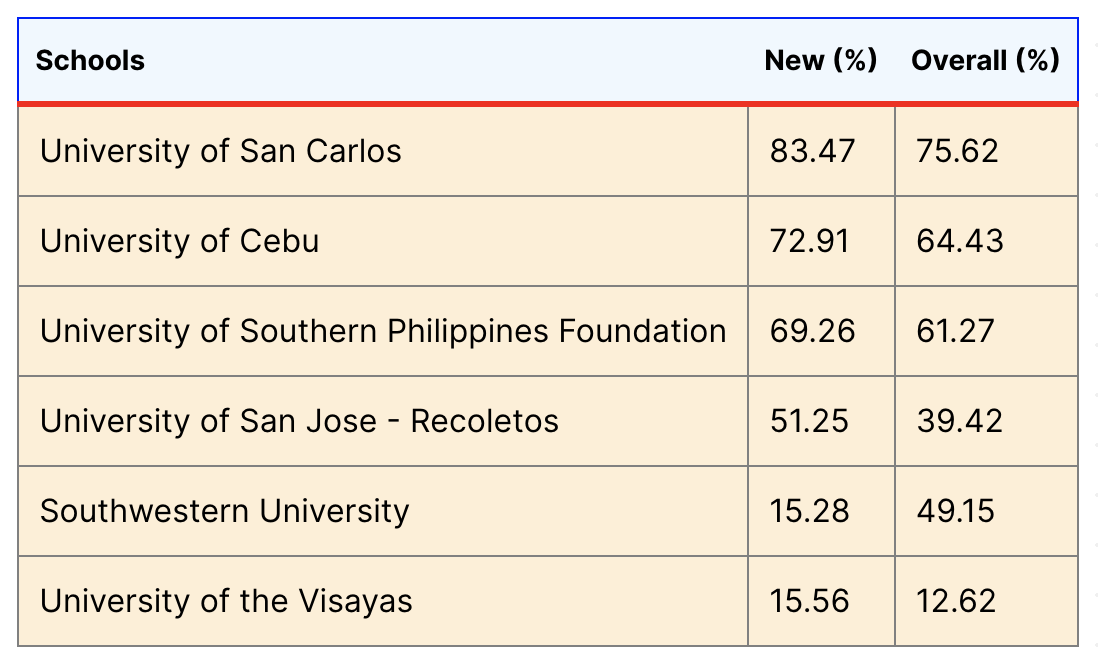 Schools New (%) Overall (%)
University of San Carlos 83.47 75.62
University of Cebu 72.91 64.43
University of Southern Philippines Foundation 69.26 61.27
University of San Jose - Recoletos 51.25 39.42
Southwestern University 15.28 49.15
University of the Visayas 15.56 12.62